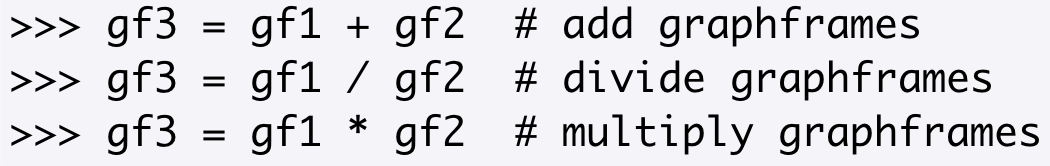 >>> gf3 = gf1 + gf2  # add graphframes
>>> gf3 = gf1 / gf2  # divide graphframes
>>> gf3 = gf1 * gf2  # multiply graphframes